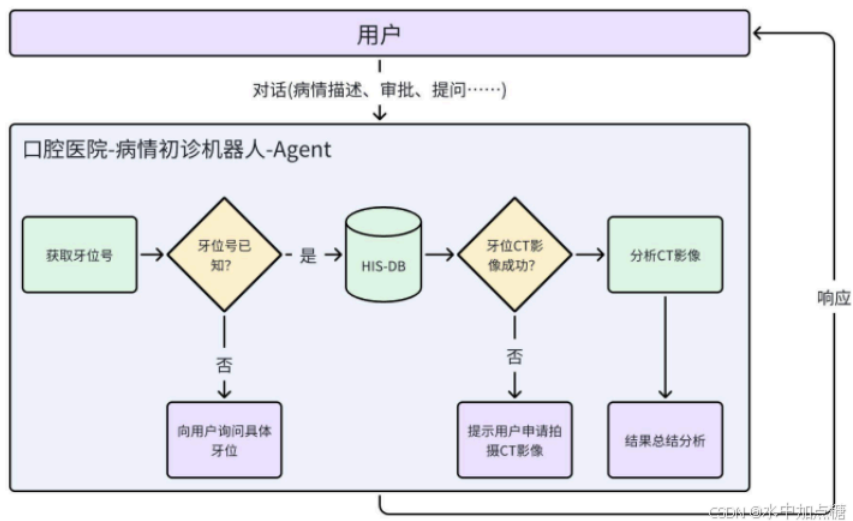 用户
对话(病情描述、审批、提问……)
口腔医院-病情初诊机器人-Agent
获取牙位号
牙位号已
知?
是
HIS-DB
牙位CT影
像成功?
分析CT影像
响应
否
否
向用户询问具体
牙位
提示用户申请拍
摄CT影像
结果总结分析
CSDN @水中加点糖